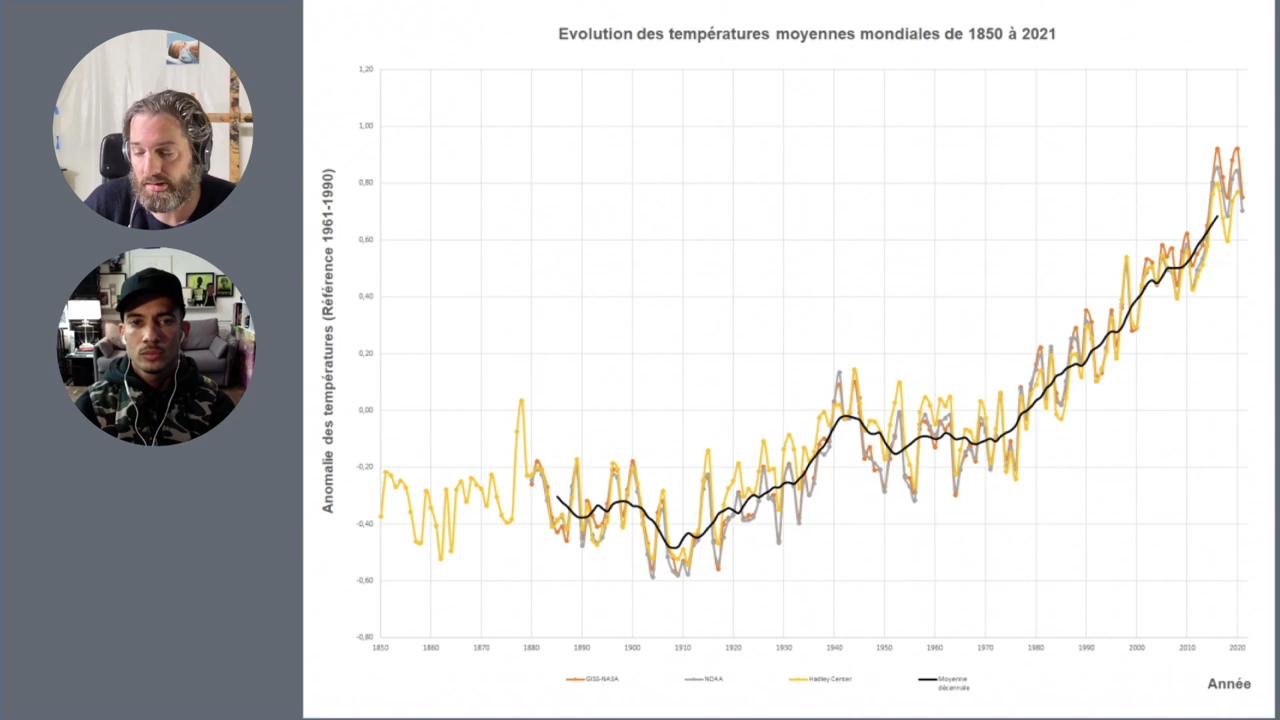 Evolution des températures moyennes mondiales de 1850 à 2021
Anomalie des températures (Référence 1961-1990)
1,20
1,00
0,80
0,60
0,40
0,20
0,00
-0,20
-0,40
-0,60
-0,80
1850 1860 1870 1880 1890 1900 1910 1920 1930 1940 1950 1960 1970 1980 1990 2000 2010 2020
GISS-NASA NOAA Hadley Center Moyenne
décennale
Année